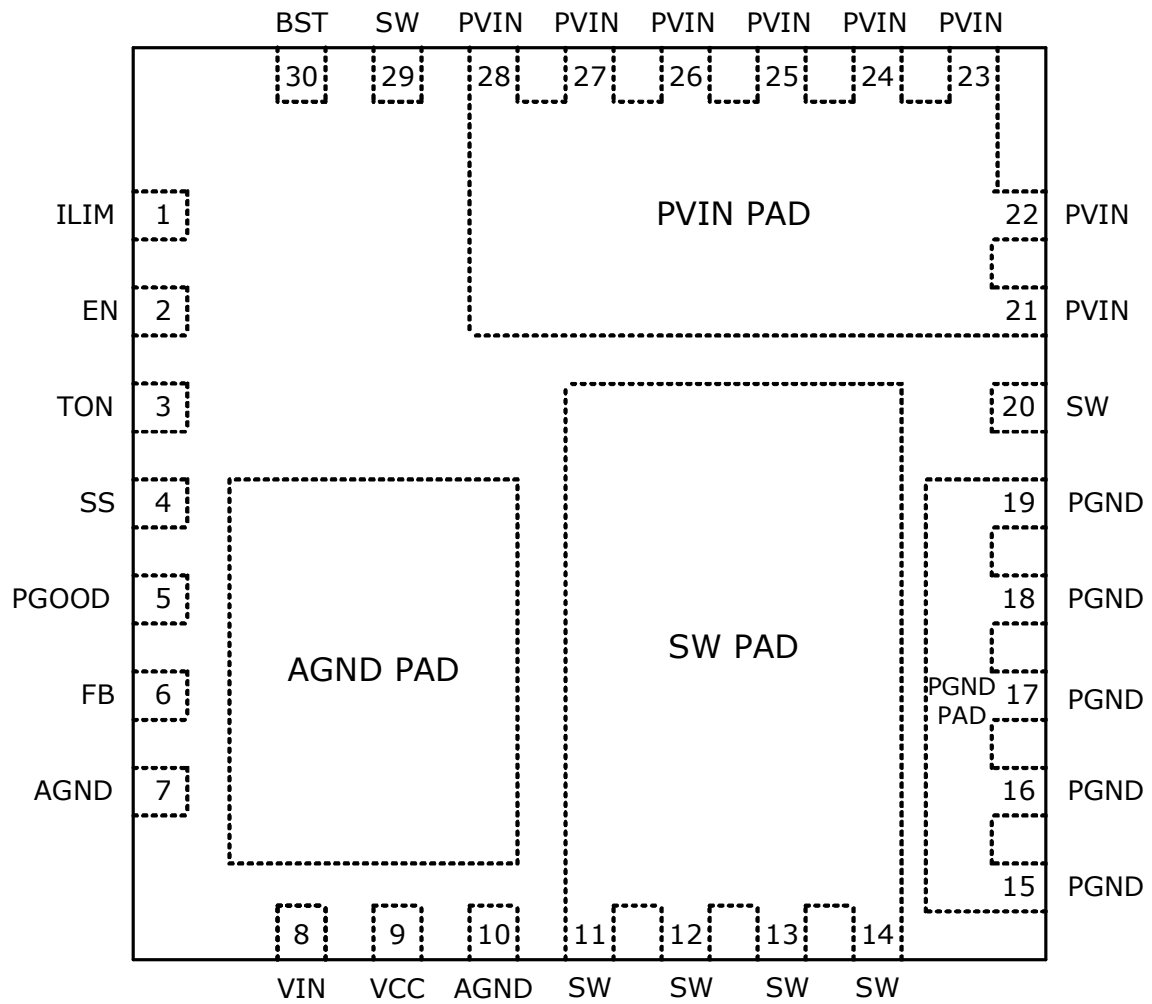 BST SW PVIN PVIN PVIN PVIN PVIN PVIN
30 29 28 27 26 25 24 23
ILIM 1 PVIN PAD 22 PVIN
EN 2 21 PVIN
TON 3 20 SW
SS 4 19 PGND
PGOOD 5 18 PGND
AGND PAD SW PAD
FB 6 PGND 17 PGND
PAD
AGND 7 16 PGND
15 PGND
8 9 10 11 12 13 14
VIN VCC AGND SW SW SW SW